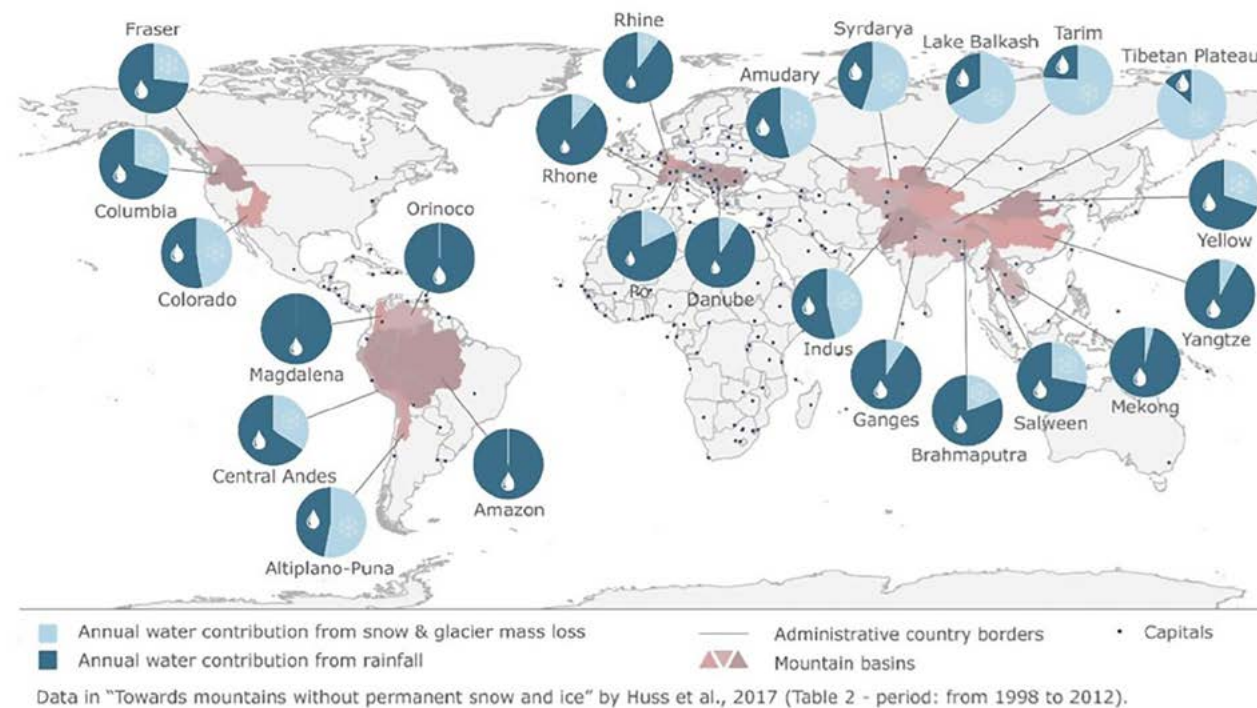 Fraser
Rhine
Syrdarya
Lake Balkash
Tarim
Tibetan Plateau
Amudary
Rhone
Columbia
Orinoco
Yellow
Colorado
Po
Danube
Indus
Yangtze
Magdalena
Ganges
Salween
Mekong
Brahmaputra
Central Andes
Amazon
Altiplano-Puna
Annual water contribution from snow & glacier mass loss
Annual water contribution from rainfall
Administrative country borders
Mountain basins
Capitals
Data in “Towards mountains without permanent snow and ice” by Huss et al., 2017 (Table 2 - period: from 1998 to 2012).